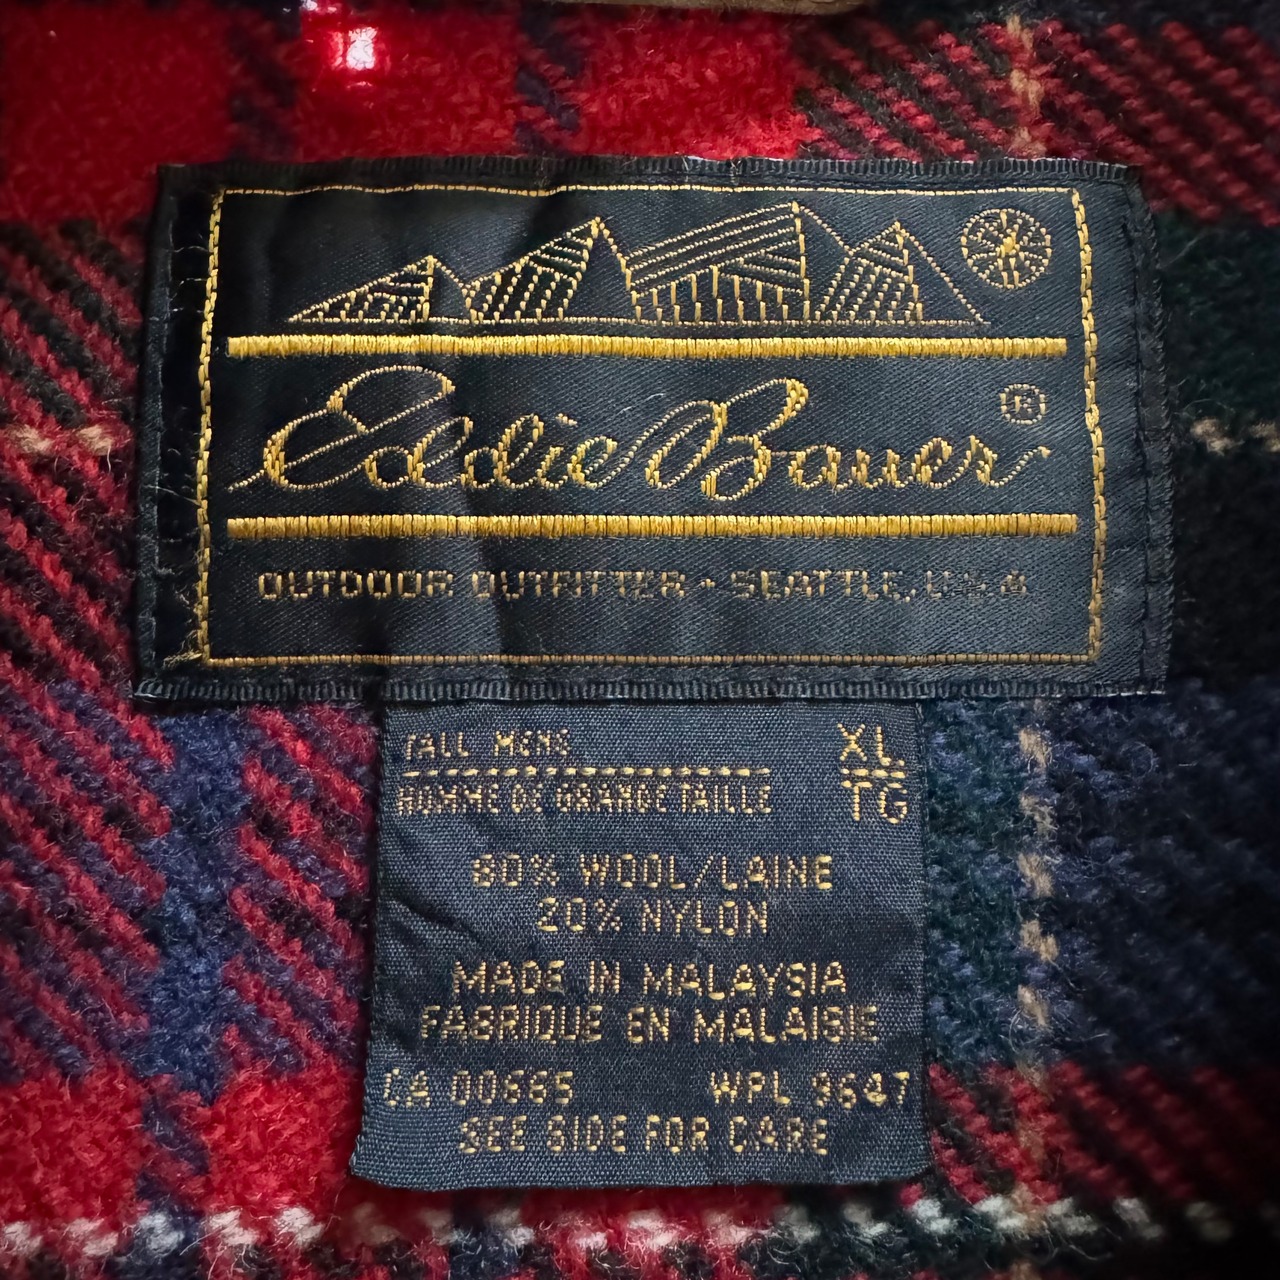 Eddie Bauer ®
OUTDOOR OUTFITTER • SEATTLE, U.S.A
TALL MENS XL
HOMME DE GRANDE TAILLE TG
80% WOOL/LAINE
20% NYLON
MADE IN MALAYSIA
FABRIQUE EN MALAISIE
CA 00665 WPL 9647
SEE SIDE FOR CARE